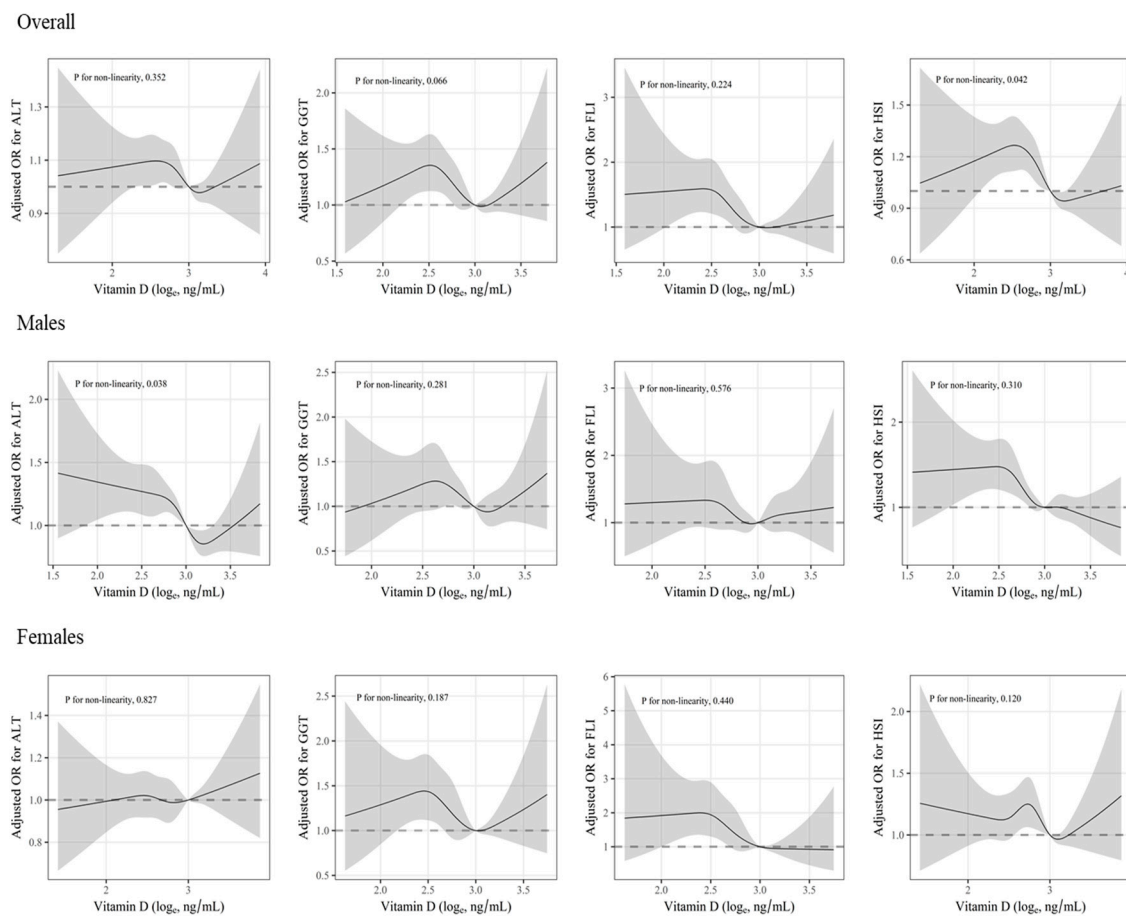 Overall
P for non-linearity, 0.352
Adjusted OR for ALT
1.3
1.1
0.9
2
3
4
Vitamin D (logₑ, ng/mL)
P for non-linearity, 0.066
Adjusted OR for GGT
2.0
1.5
1.0
0.5
1.5
2.0
2.5
3.0
3.5
Vitamin D (logₑ, ng/mL)
P for non-linearity, 0.224
Adjusted OR for FLI
3
2
1
2.0
2.5
3.0
3.5
Vitamin D (logₑ, ng/mL)
P for non-linearity, 0.042
Adjusted OR for HSI
1.5
1.2
0.9
0.6
2
3
4
Vitamin D (logₑ, ng/mL)
Males
P for non-linearity, 0.038
Adjusted OR for ALT
2.0
1.5
1.0
1.5
2.0
2.5
3.0
3.5
Vitamin D (logₑ, ng/mL)
P for non-linearity, 0.281
Adjusted OR for GGT
2.5
2.0
1.5
1.0
0.5
2.0
2.5
3.0
3.5
Vitamin D (logₑ, ng/mL)
P for non-linearity, 0.576
Adjusted OR for FLI
3
2
1
2.0
2.5
3.0
3.5
Vitamin D (logₑ, ng/mL)
P for non-linearity, 0.310
Adjusted OR for HSI
2
1
1.5
2.0
2.5
3.0
3.5
Vitamin D (logₑ, ng/mL)
Females
P for non-linearity, 0.827
Adjusted OR for ALT
1.4
1.2
1.0
0.8
2
3
Vitamin D (logₑ, ng/mL)
P for non-linearity, 0.187
Adjusted OR for GGT
2.5
2.0
1.5
1.0
0.5
2.0
2.5
3.0
3.5
Vitamin D (logₑ, ng/mL)
P for non-linearity, 0.440
Adjusted OR for FLI
6
5
4
3
2
1
2.0
2.5
3.0
3.5
Vitamin D (logₑ, ng/mL)
P for non-linearity, 0.120
Adjusted OR for HSI
2.0
1.5
1.0
2
3
Vitamin D (logₑ, ng/mL)